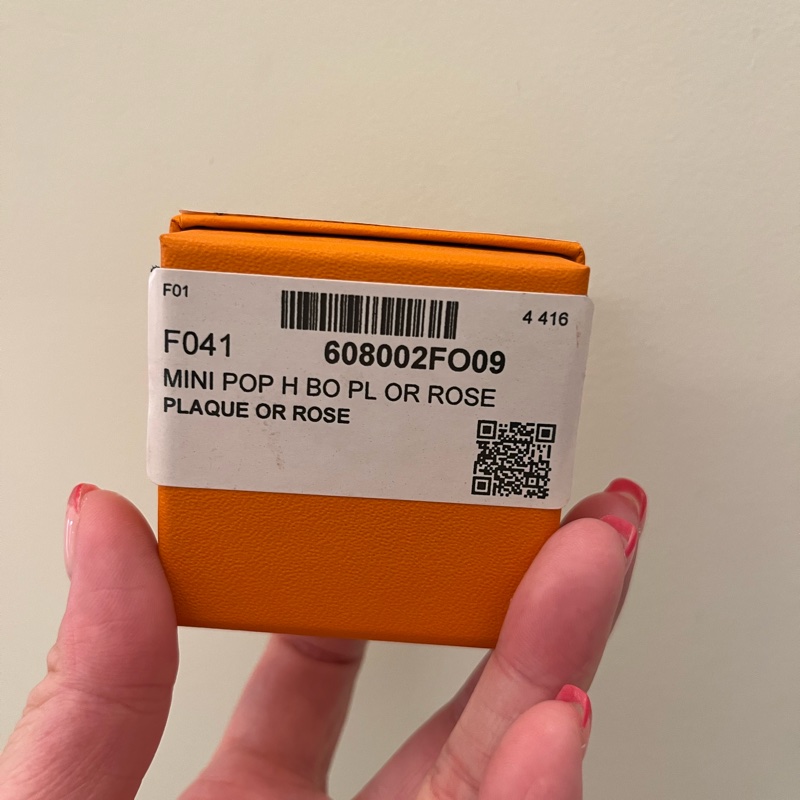 F01
4 416
F041
608002FO09
MINI POP H BO PL OR ROSE
PLAQUE OR ROSE